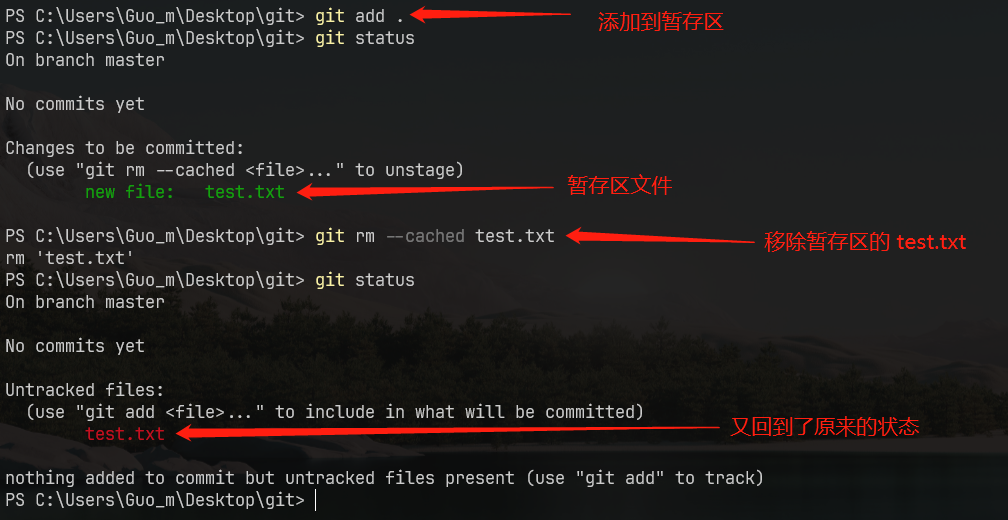 PS C:\Users\Guo_m\Desktop\git> git add . 添加到暂存区
PS C:\Users\Guo_m\Desktop\git> git status
On branch master
No commits yet
Changes to be committed:
(use "git rm --cached <file>..." to unstage)
new file: test.txt 暂存区文件
PS C:\Users\Guo_m\Desktop\git> git rm --cached test.txt 移除暂存区的 test.txt
rm 'test.txt'
PS C:\Users\Guo_m\Desktop\git> git status
On branch master
No commits yet
Untracked files:
(use "git add <file>..." to include in what will be committed)
test.txt 又回到了原来的状态
nothing added to commit but untracked files present (use "git add" to track)
PS C:\Users\Guo_m\Desktop\git>